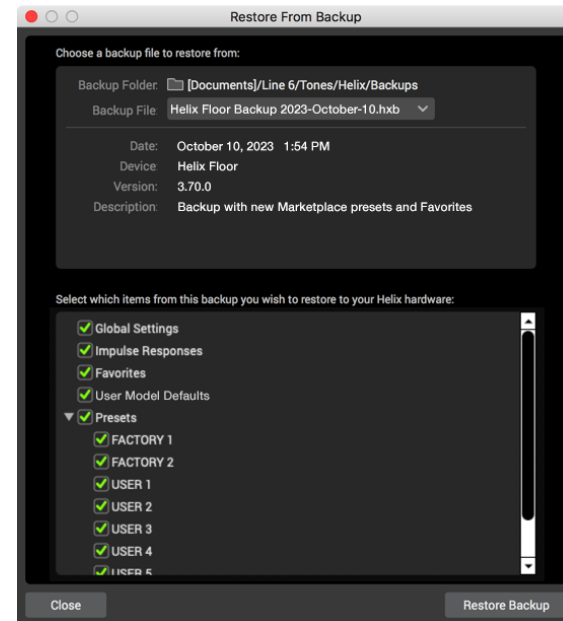 Restore From Backup
Choose a backup file to restore from:
Backup Folder: [Documents]/Line 6/Tones/Helix/Backups
Backup File: Helix Floor Backup 2023-October-10.hxb
Date: October 10, 2023 1:54 PM
Device: Helix Floor
Version: 3.70.0
Description: Backup with new Marketplace presets and Favorites
Select which items from this backup you wish to restore to your Helix hardware:
Global Settings
Impulse Responses
Favorites
User Model Defaults
Presets
FACTORY 1
FACTORY 2
USER 1
USER 2
USER 3
USER 4
USER 5
Close Restore Backup